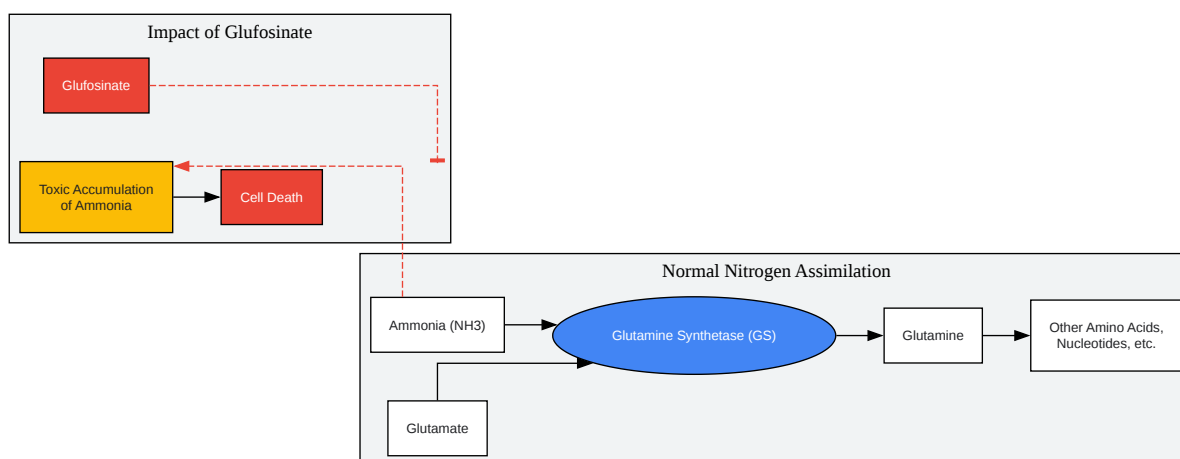 Impact of Glufosinate
Glufosinate
Toxic Accumulation
of Ammonia
Cell Death
Normal Nitrogen Assimilation
Ammonia (NH3)
Glutamine Synthetase (GS)
Glutamine
Other Amino Acids,
Nucleotides, etc.
Glutamate